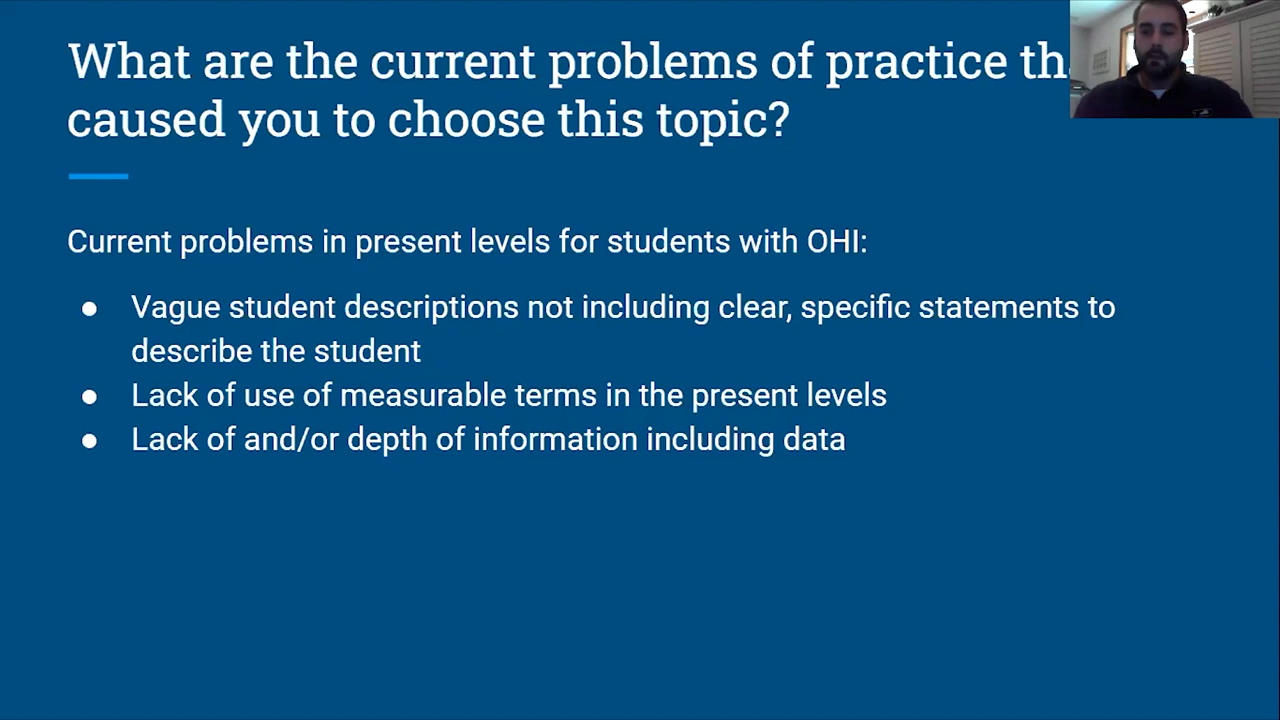 What are the current problems of practice
caused you to choose this topic?
Current problems in present levels for students with OHI:
● Vague student descriptions not including clear, specific statements to
describe the student
● Lack of use of measurable terms in the present levels
● Lack of and/or depth of information including data